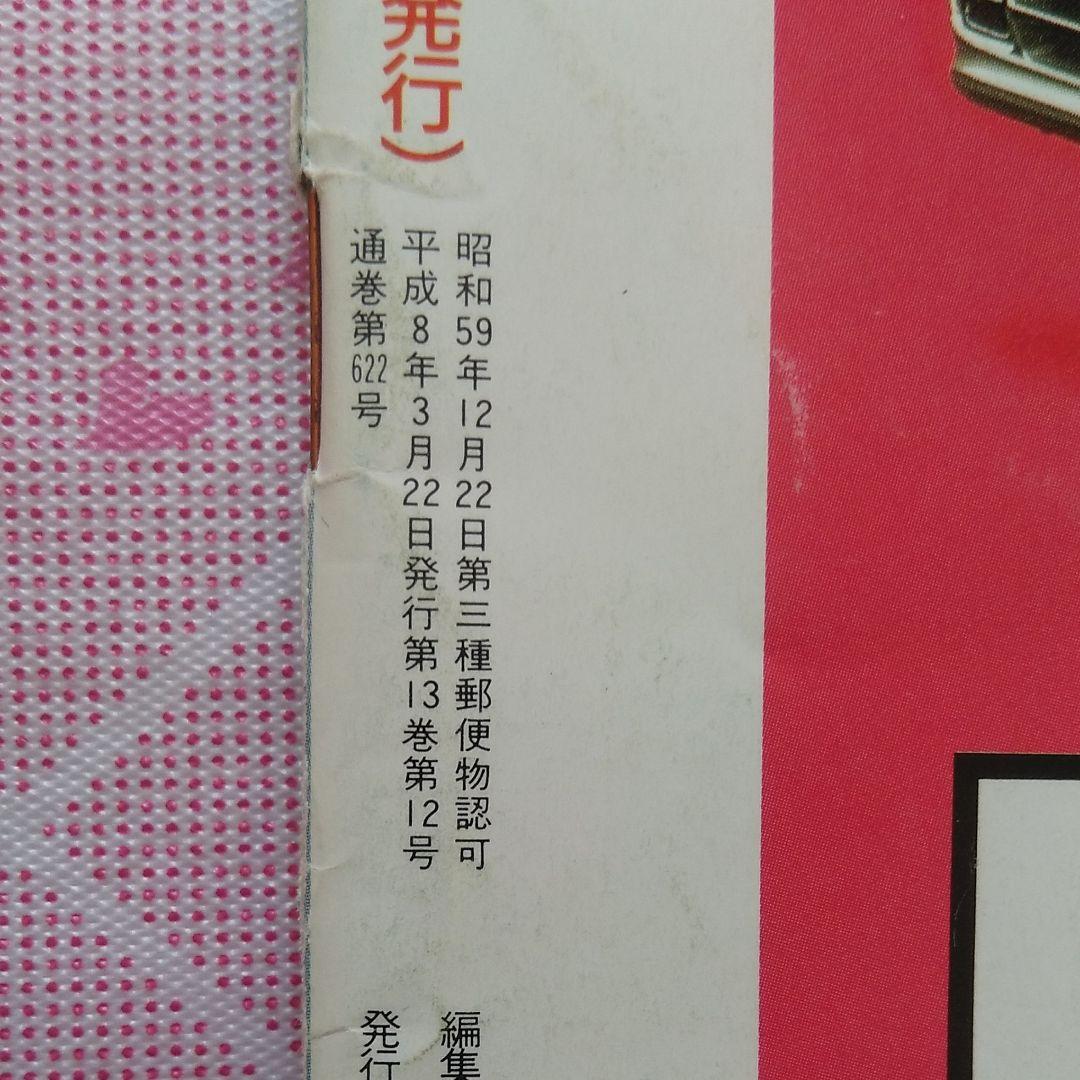 発行)
昭和59年12月22日第三種郵便物認可
平成8年3月22日発行第13巻第12号
通巻第622号
編集
発行